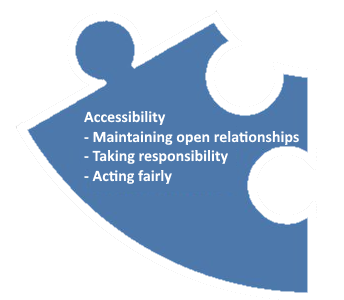 Accessibility
- Maintaining open relationships
- Taking responsibility
- Acting fairly